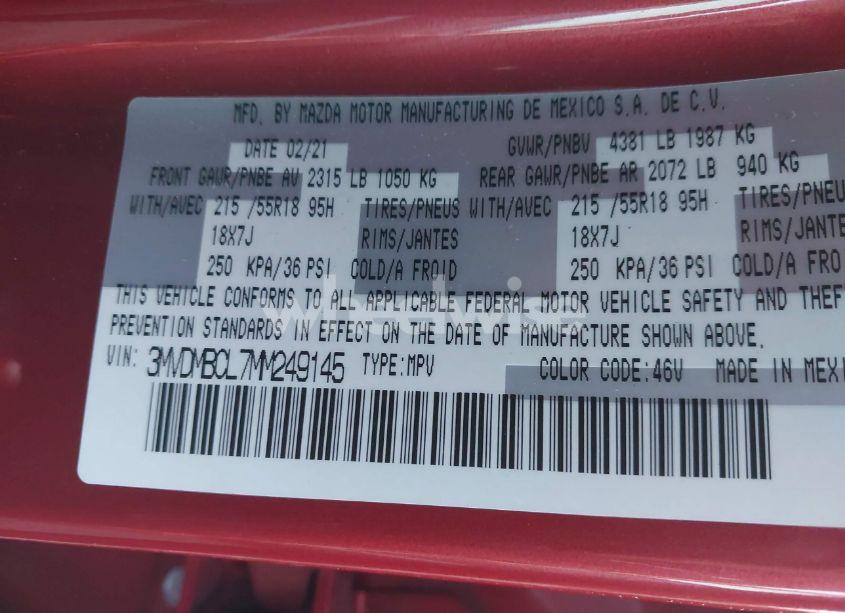 MFD. BY MAZDA MOTOR MANUFACTURING DE MEXICO S.A. DE C.V.
DATE 02/21 GVWR/PNBV 4381 LB 1987 KG
FRONT GAWR/PNBE AV 2315 LB 1050 KG REAR GAWR/PNBE AR 2072 LB 940 KG
WITH/AVEC 215 /55R18 95H TIRES/PNEUS WITH/AVEC 215 /55R18 95H TIRES/PNEUS
18X7J RIMS/JANTES 18X7J RIMS/JANTES
250 KPA/36 PSI COLD/A FROID 250 KPA/36 PSI COLD/A FRO
THIS VEHICLE CONFORMS TO ALL APPLICABLE FEDERAL MOTOR VEHICLE SAFETY AND THEF
PREVENTION STANDARDS IN EFFECT ON THE DATE OF MANUFACTURE SHOWN ABOVE.
VIN: 3MVDMBCL7MM249145 TYPE:MPV COLOR CODE:46V MADE IN MEXI